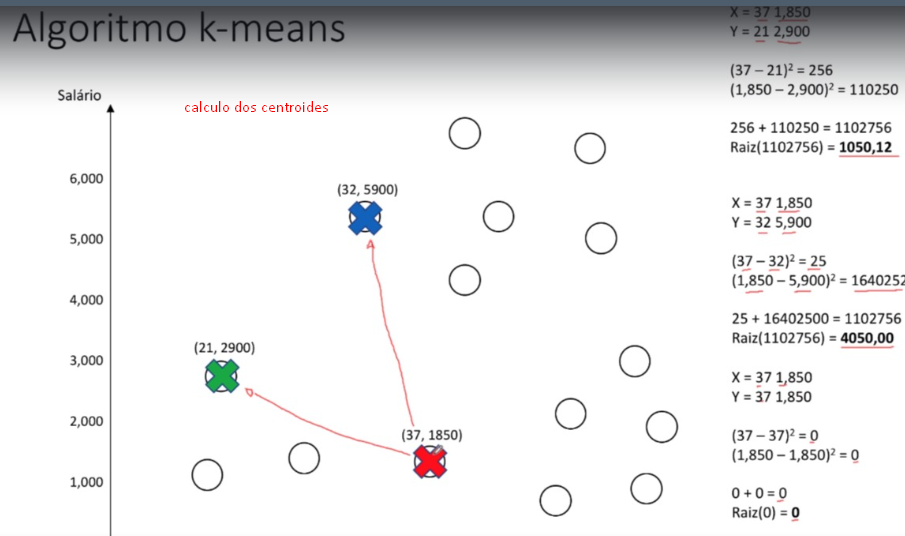 Algoritmo k-means
Salário
calculo dos centroides
6,000
5,000
4,000
3,000
2,000
1,000
(32, 5900)
(21, 2900)
(37, 1850)
X = 37 1,850
Y = 21 2,900
(37 – 21)² = 256
(1,850 – 2,900)² = 110250
256 + 110250 = 1102756
Raiz(1102756) = 1050,12
X = 37 1,850
Y = 32 5,900
(37 – 32)² = 25
(1,850 – 5,900)² = 1640252
25 + 16402500 = 1102756
Raiz(1102756) = 4050,00
X = 37 1,850
Y = 37 1,850
(37 – 37)² = 0
(1,850 – 1,850)² = 0
0 + 0 = 0
Raiz(0) = 0